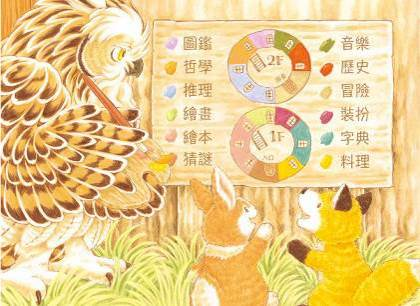 圖鑑
哲學
推理
繪畫
繪本
猜謎
2F
1F
音樂
歷史
冒險
裝扮
字典
料理